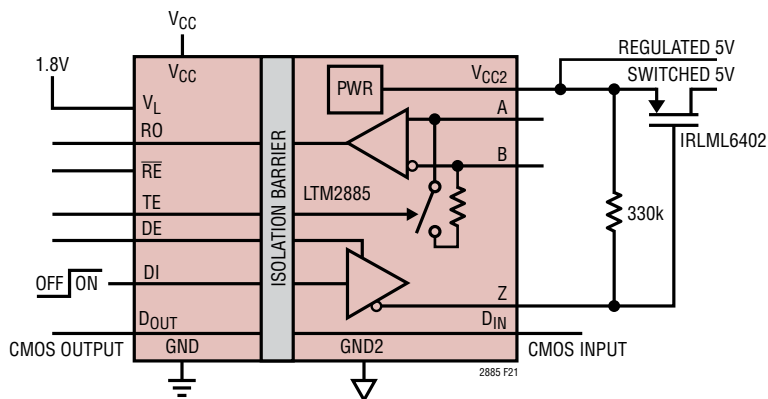 VCC
REGULATED 5V
1.8V
VCC
VCC2
SWITCHED 5V
PWR
VL
A
RO
IRLML6402
RE
B
ISOLATION BARRIER
LTM2885
TE
330k
DE
OFF ON
DI
Z
DOUT
DIN
CMOS OUTPUT
GND
GND2
CMOS INPUT
2885 F21